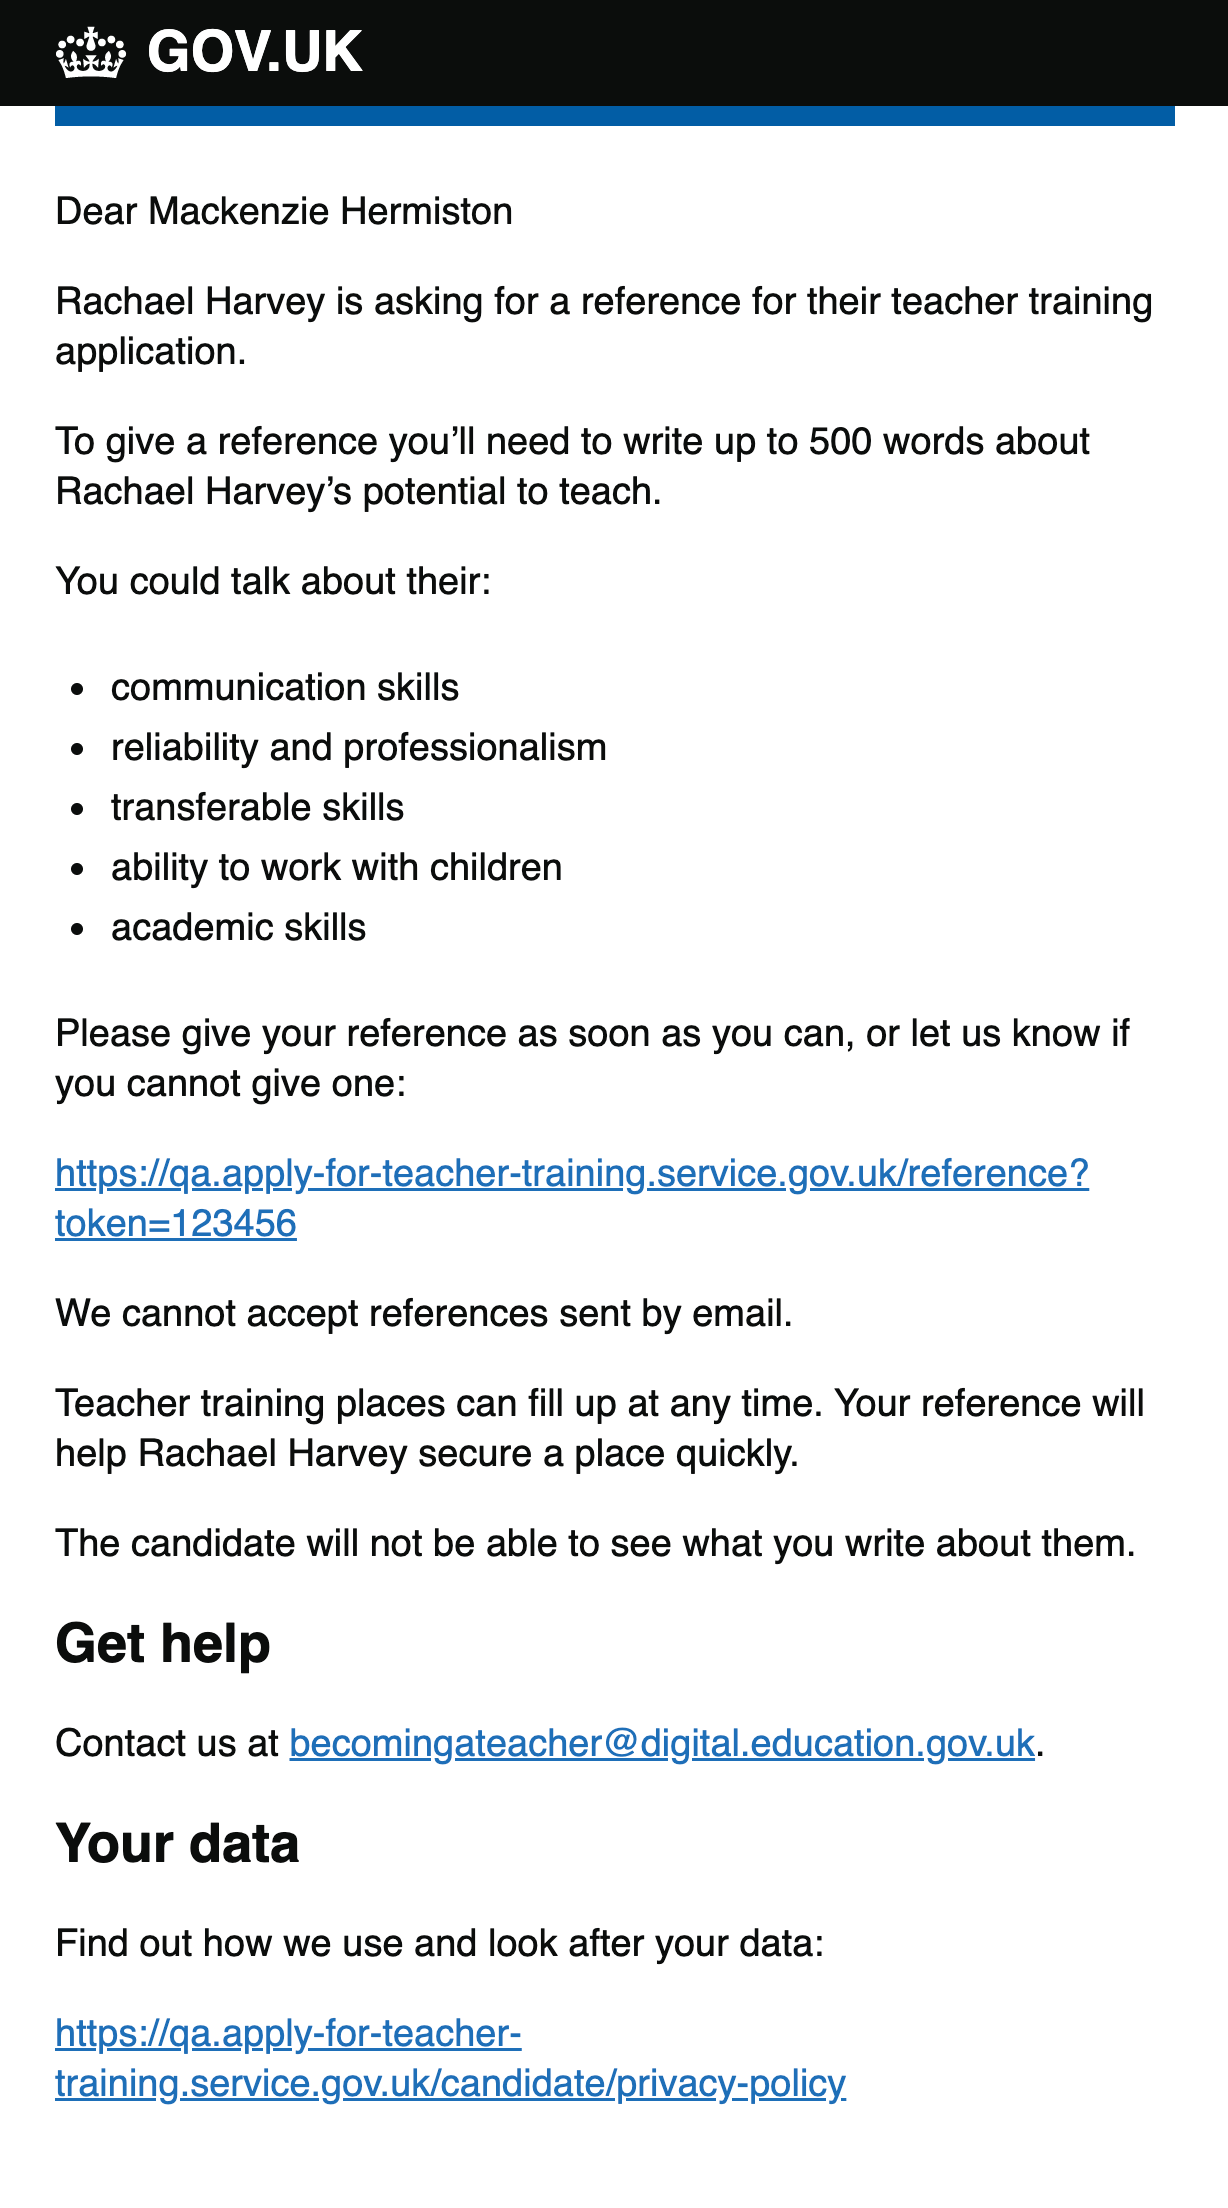 GOV.UK
Dear Mackenzie Hermiston
Rachael Harvey is asking for a reference for their teacher training
application.
To give a reference you’ll need to write up to 500 words about
Rachael Harvey’s potential to teach.
You could talk about their:
• communication skills
• reliability and professionalism
• transferable skills
• ability to work with children
• academic skills
Please give your reference as soon as you can, or let us know if
you cannot give one:
https://qa.apply-for-teacher-training.service.gov.uk/reference?
token=123456
We cannot accept references sent by email.
Teacher training places can fill up at any time. Your reference will
help Rachael Harvey secure a place quickly.
The candidate will not be able to see what you write about them.
Get help
Contact us at becomingateacher@digital.education.gov.uk.
Your data
Find out how we use and look after your data:
https://qa.apply-for-teacher-
training.service.gov.uk/candidate/privacy-policy